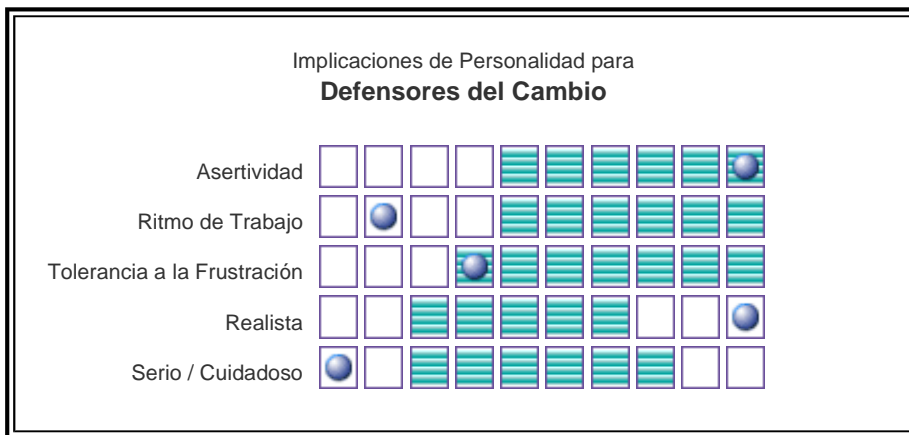 Implicaciones de Personalidad para
Defensores del Cambio
Asertividad
Ritmo de Trabajo
Tolerancia a la Frustración
Realista
Serio / Cuidadoso